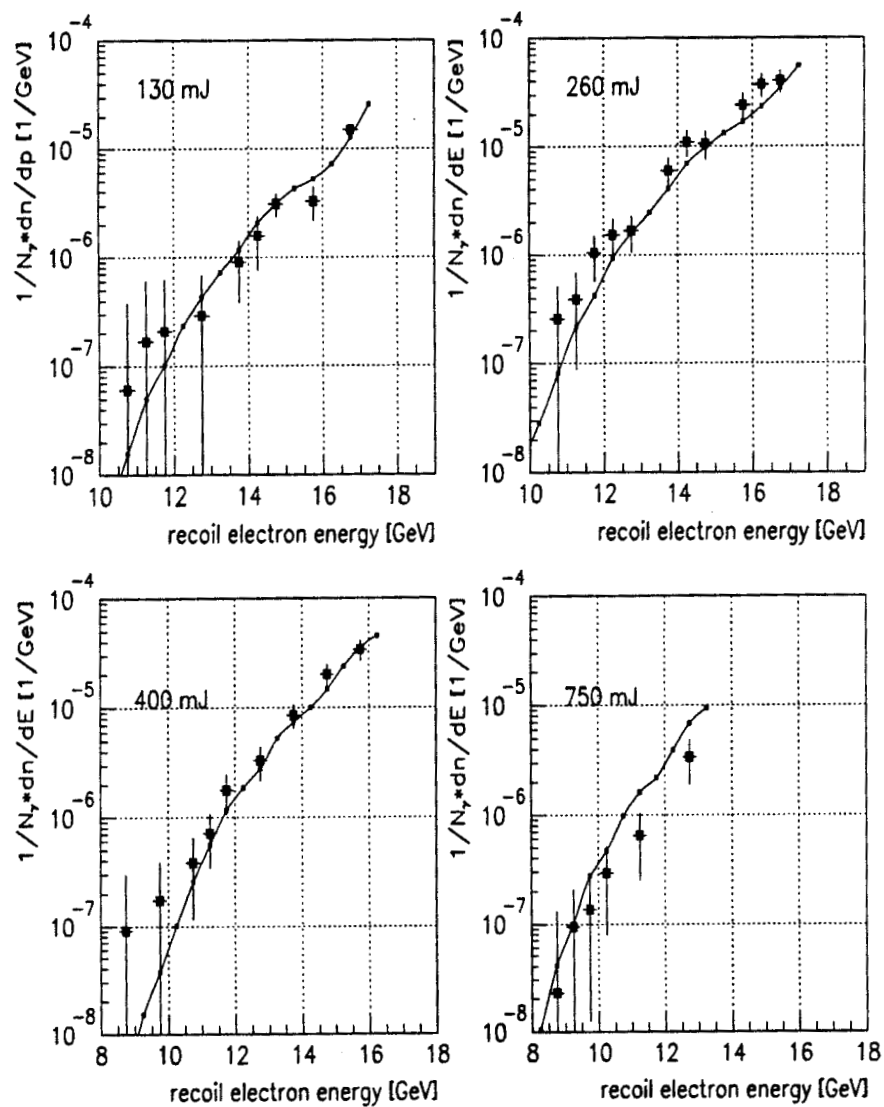 10⁻⁴
10⁻⁵
10⁻⁶
10⁻⁷
10⁻⁸
1/Nγ*dn/dp [1/GeV]
130 mJ
10 12 14 16 18
recoil electron energy [GeV]
10⁻⁴
10⁻⁵
10⁻⁶
10⁻⁷
10⁻⁸
1/Nγ*dn/dE [1/GeV]
260 mJ
10 12 14 16 18
recoil electron energy [GeV]
10⁻⁴
10⁻⁵
10⁻⁶
10⁻⁷
10⁻⁸
1/Nγ*dn/dE [1/GeV]
400 mJ
8 10 12 14 16 18
recoil electron energy [GeV]
10⁻⁴
10⁻⁵
10⁻⁶
10⁻⁷
10⁻⁸
1/Nγ*dn/dE [1/GeV]
750 mJ
8 10 12 14 16 18
recoil electron energy [GeV]